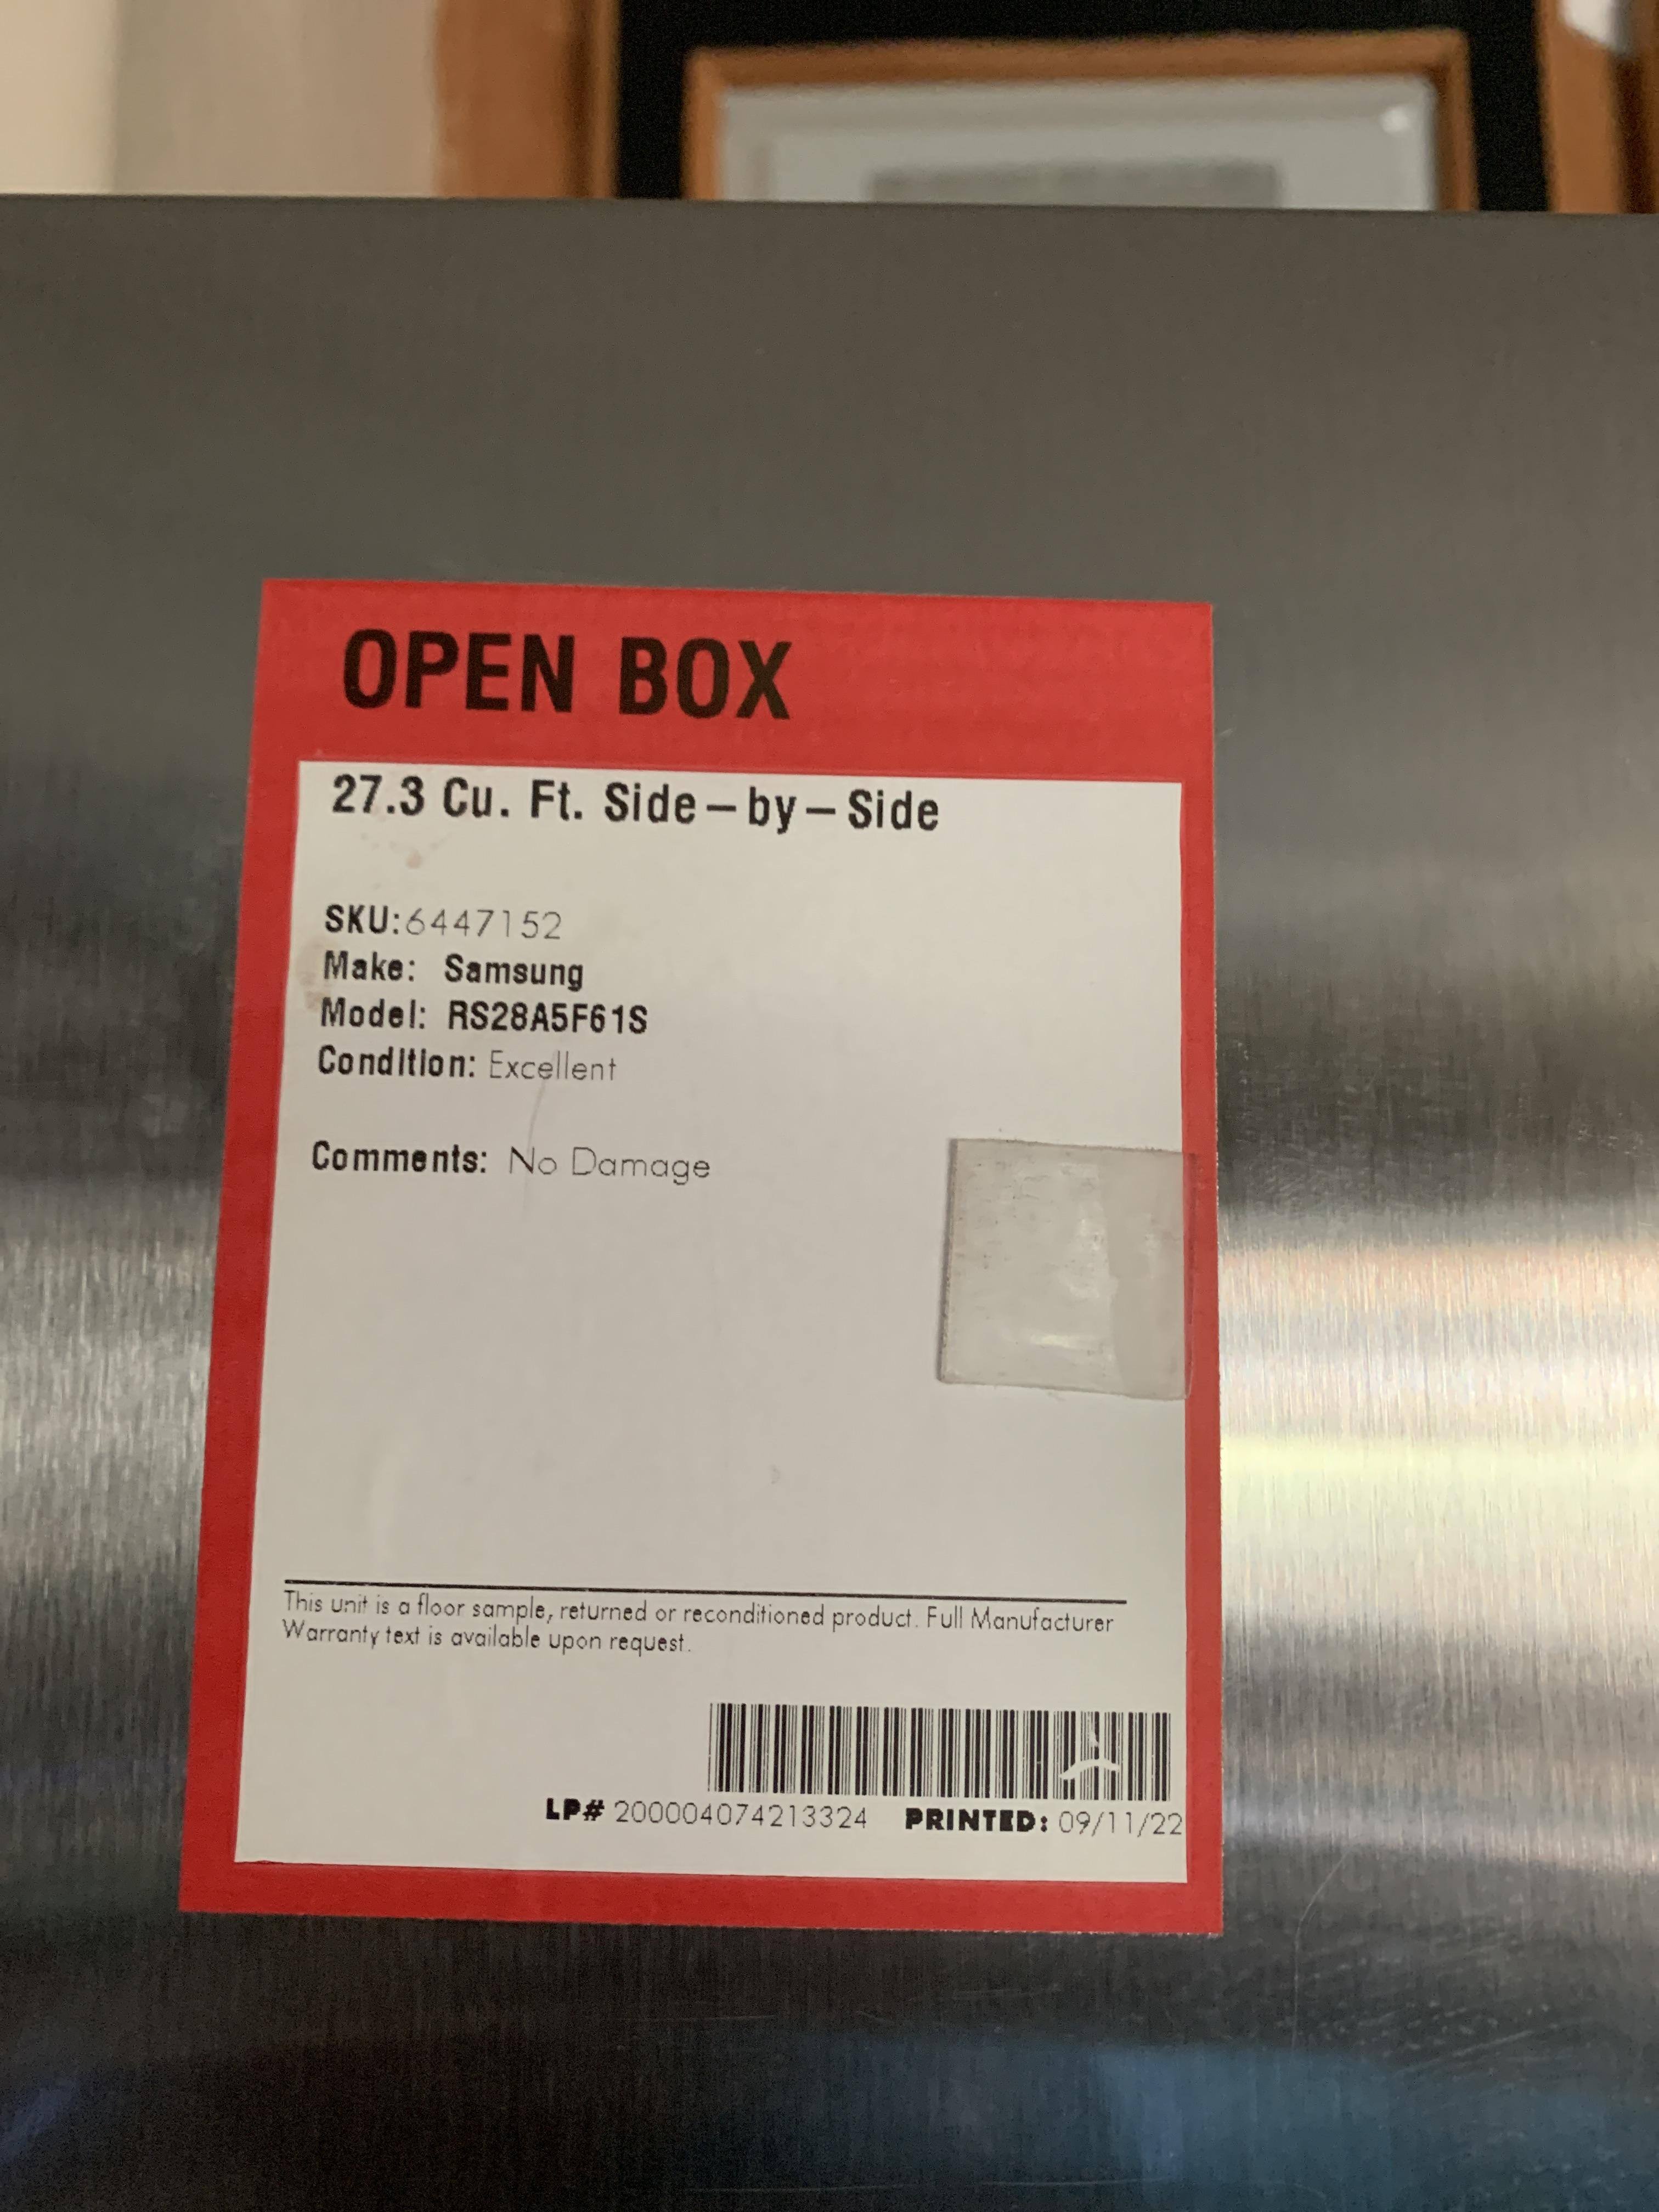 OPEN BOX
27.3 Cu. Ft. Side-by-Side
SKU:6447152
Make: Samsung
Model: RS28A5F61S
Condition: Excellent
Comments: No Damage
This unit is a floor sample, returned or reconditioned product. Full Manufacturer
Warranty text is available upon request.
LP# 200004074213324 PRINTED: 09/11/22